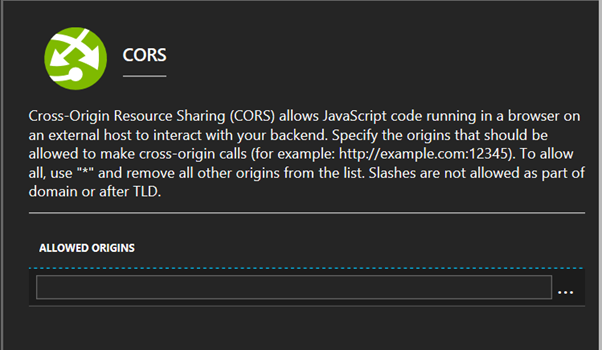 CORS
Cross-Origin Resource Sharing (CORS) allows JavaScript code running in a browser on
an external host to interact with your backend. Specify the origins that should be
allowed to make cross-origin calls (for example: http://example.com:12345). To allow
all, use "*" and remove all other origins from the list. Slashes are not allowed as part of
domain or after TLD.
ALLOWED ORIGINS
...